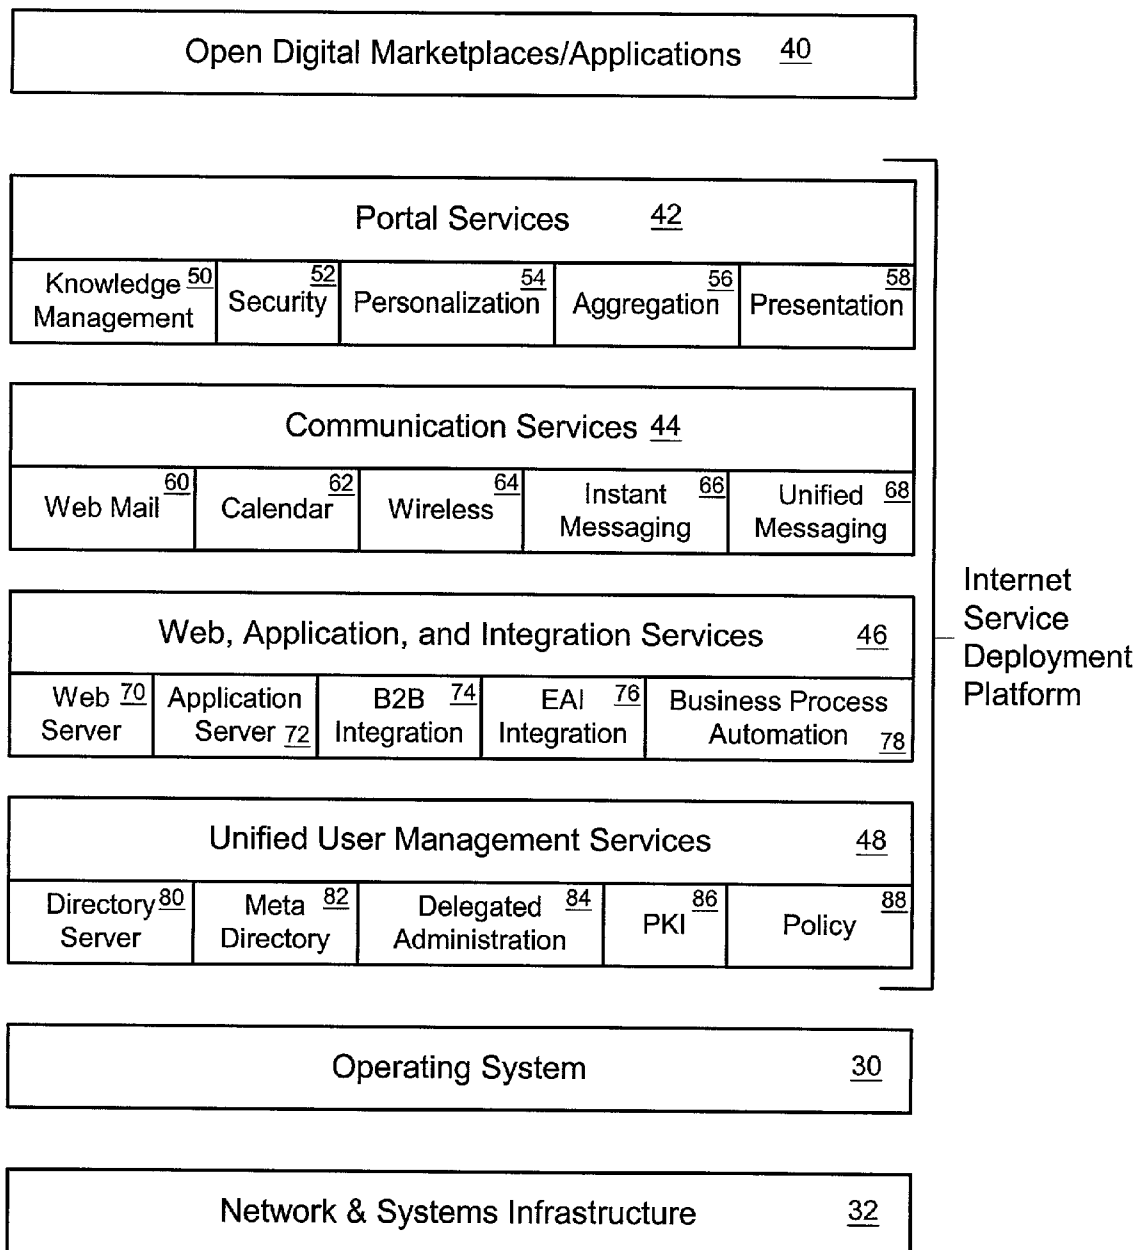 Open Digital Marketplaces/Applications 40
Portal Services 42
Knowledge 50
Management
Security 52
Personalization 54
Aggregation 56
Presentation 58
Communication Services 44
Web Mail 60
Calendar 62
Wireless 64
Instant 66
Messaging
Unified 68
Messaging
Internet
Service
Deployment
Platform
Web, Application, and Integration Services 46
Web 70
Server
Application
Server 72
B2B 74
Integration
EAI 76
Integration
Business Process
Automation 78
Unified User Management Services 48
Directory 80
Server
Meta 82
Directory
Delegated 84
Administration
PKI 86
Policy 88
Operating System 30
Network & Systems Infrastructure 32